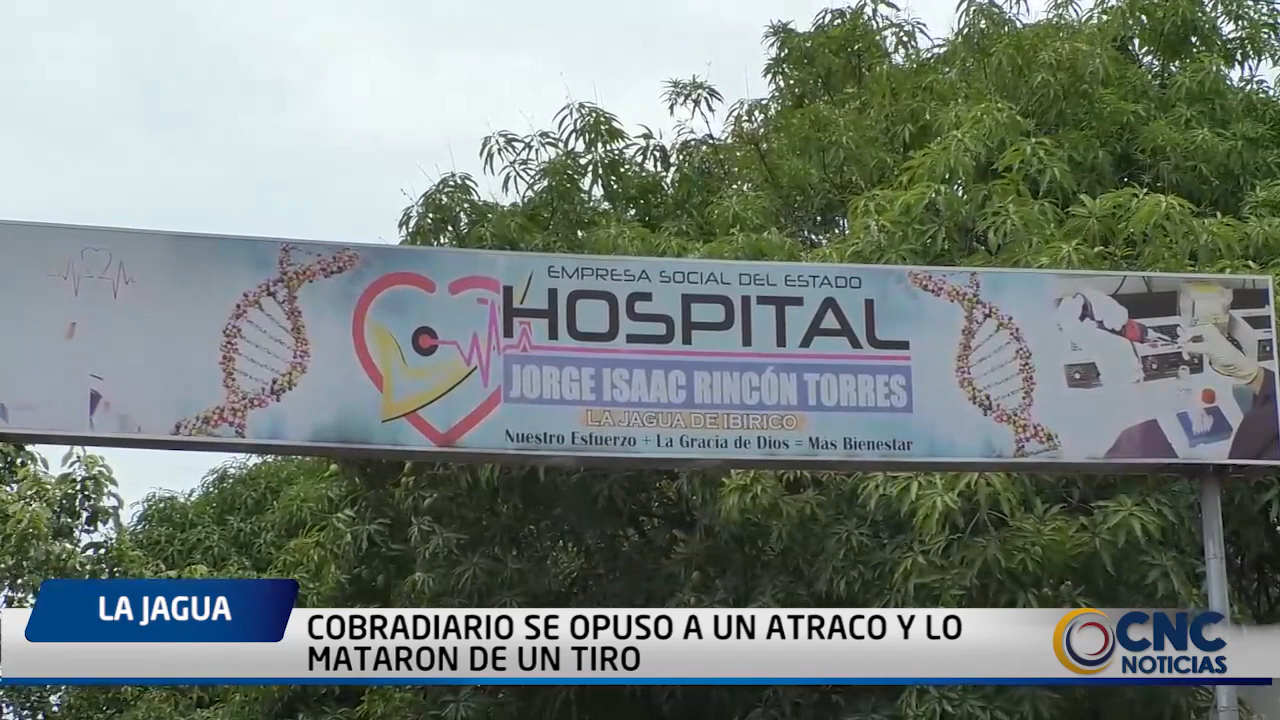 EMPRESA SOCIAL DEL ESTADO
HOSPITAL
JORGE ISAAC RINCÓN TORRES
LA JAGUA DE IBIRICO
Nuestro Esfuerzo + La Gracia de Dios = Más Bienestar
LA JAGUA
COBRADIARIO SE OPUSO A UN ATRACO Y LO
MATARON DE UN TIRO
CNC
NOTICIAS